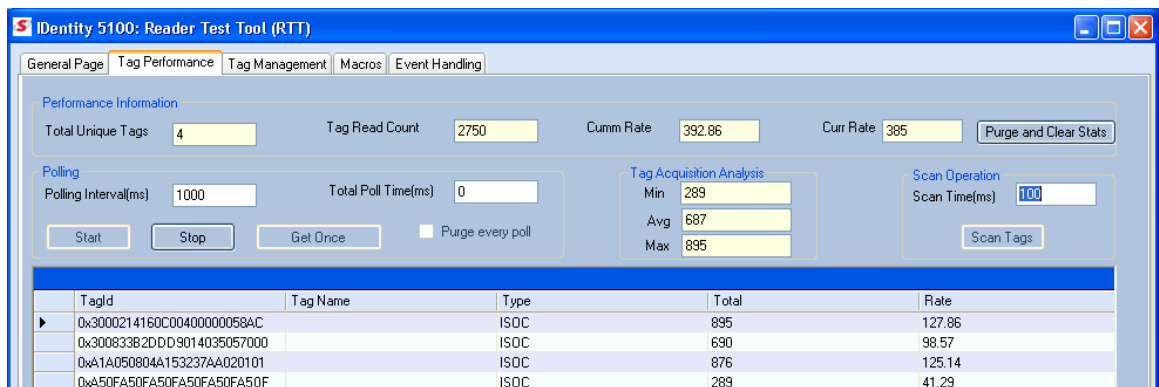 IDentity 5100: Reader Test Tool (RTT)
General Page Tag Performance Tag Management Macros Event Handling
Performance Information
Total Unique Tags 4 Tag Read Count 2750 Cumm Rate 392.86 Curr Rate 385 Purge and Clear Stats
Polling Tag Acquisition Analysis Scan Operation
Polling Interval(ms) 1000 Total Poll Time(ms) 0 Min 289 Scan Time(ms) 100
Start Stop Get Once Purge every poll Avg 687 Scan Tags
Max 895
TagId Tag Name Type Total Rate
0x3000214160C00400000058AC ISOC 895 127.86
0x300833B2DDD9014035057000 ISOC 690 98.57
0xA1A050804A153237AA020101 ISOC 876 125.14
0xA50FA50FA50FA50FA50FA50F ISOC 289 41.29